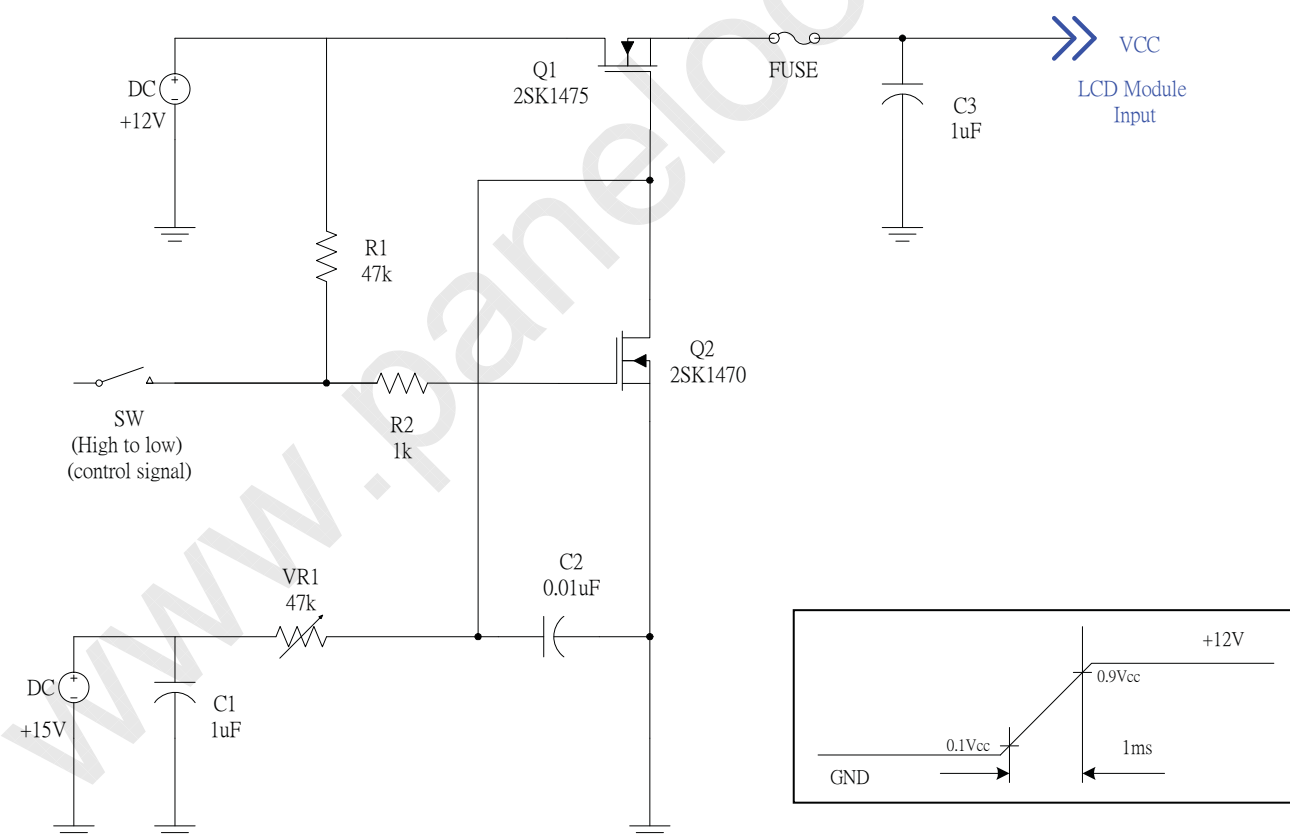 DC
+
−
+12V
Q1
2SK1475
FUSE
C3
1uF
VCC
LCD Module
Input
R1
47k
Q2
2SK1470
SW
(High to low)
(control signal)
R2
1k
VR1
47k
C2
0.01uF
DC
+
−
+15V
C1
1uF
+12V
0.9Vcc
0.1Vcc
1ms
GND